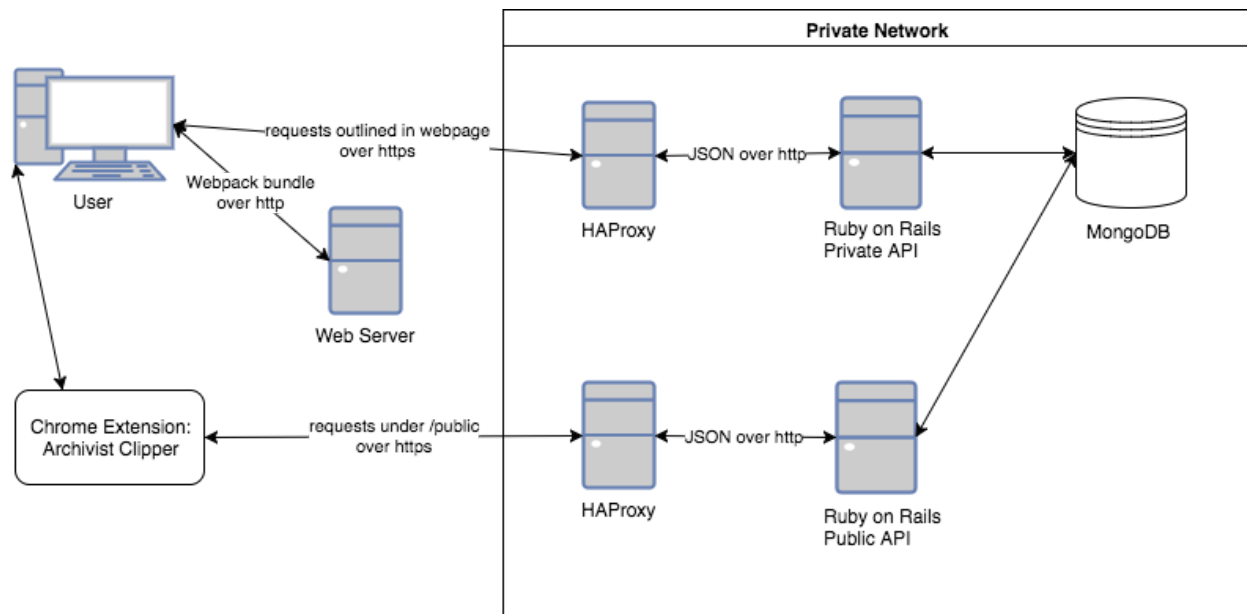 Private Network
requests outlined in webpage
over https
JSON over http
Webpack bundle
over http
User
HAProxy
Ruby on Rails
Private API
MongoDB
Web Server
Chrome Extension:
Archivist Clipper
requests under /public
over https
JSON over http
HAProxy
Ruby on Rails
Public API